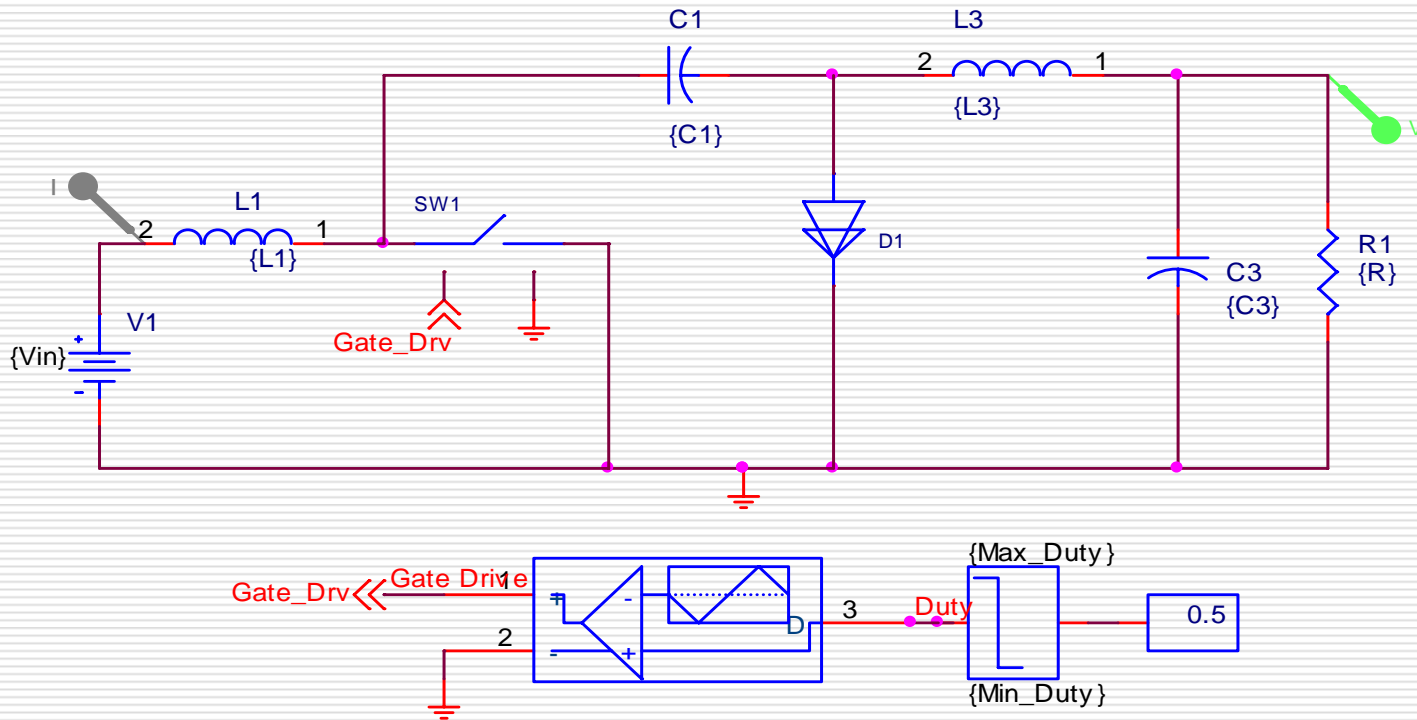 C1
L3
2
1
{C1}
{L3}
I
2
L1
1
{L1}
SW1
D1
R1
{R}
C3
{C3}
V1
+
{Vin}
-
Gate_Drv
{Max_Duty}
Gate_Drv
Gate Drive
1
+
-
D
3
Duty
0.5
2
-
+
{Min_Duty}